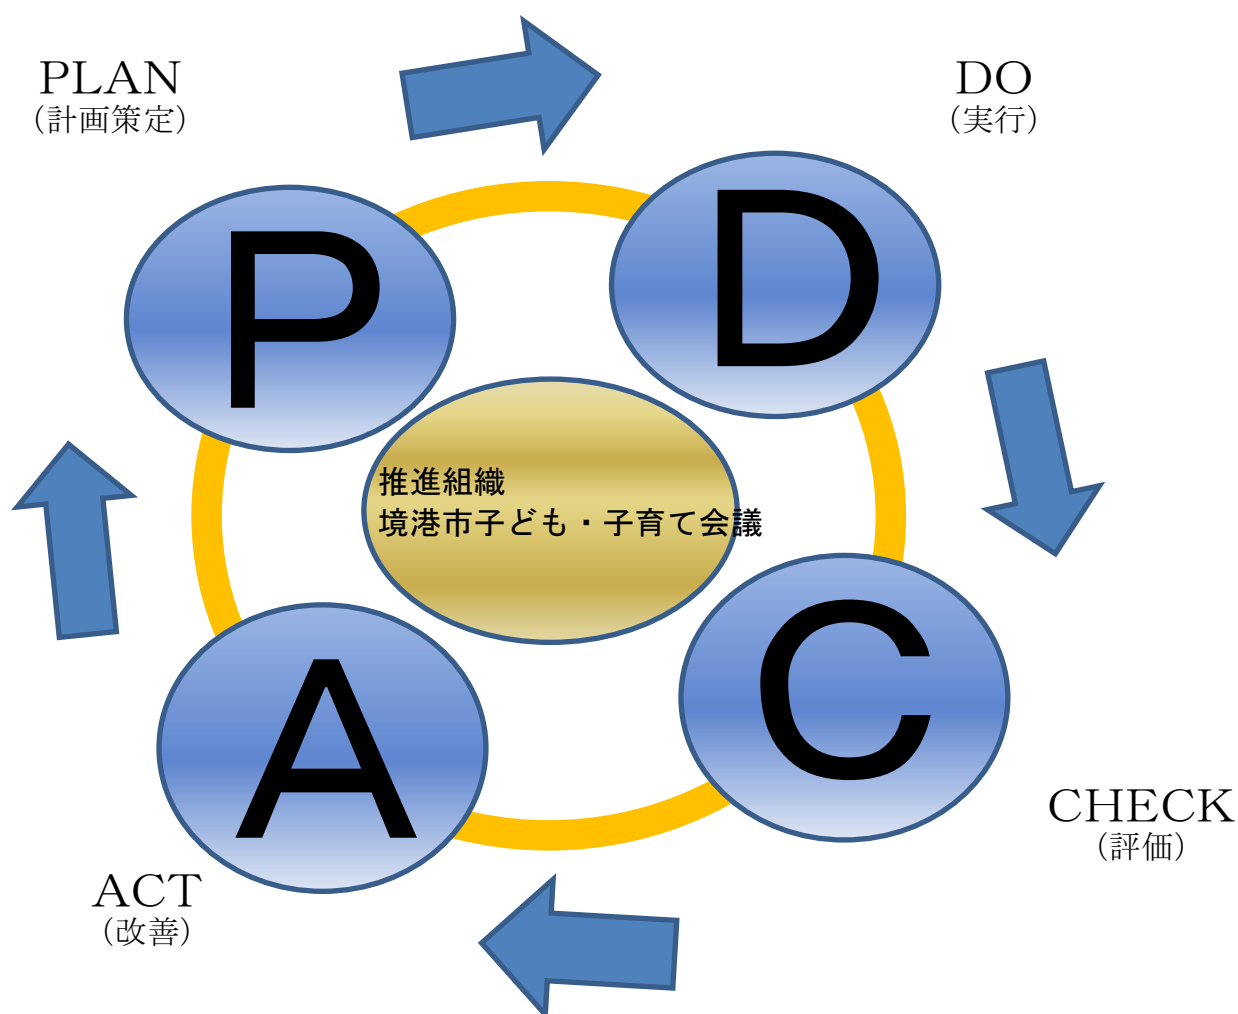 PLAN
（計画策定）
DO
（実行）
P
D
推進組織
境港市子ども・子育て会議
A
C
CHECK
（評価）
ACT
（改善）